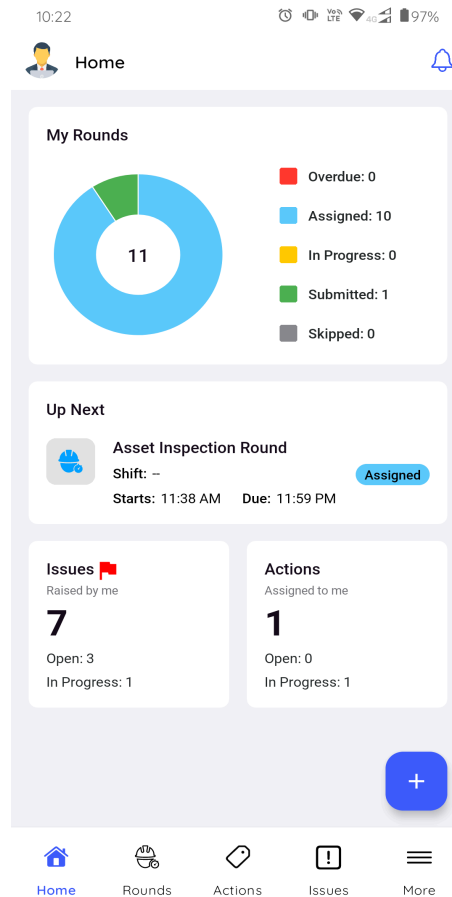 10:22
Vo LTE 4G 97%
Home
My Rounds
11
Overdue: 0
Assigned: 10
In Progress: 0
Submitted: 1
Skipped: 0
Up Next
Asset Inspection Round
Shift: --
Assigned
Starts: 11:38 AM Due: 11:59 PM
Issues
Raised by me
7
Open: 3
In Progress: 1
Actions
Assigned to me
1
Open: 0
In Progress: 1
+
Home Rounds Actions Issues More